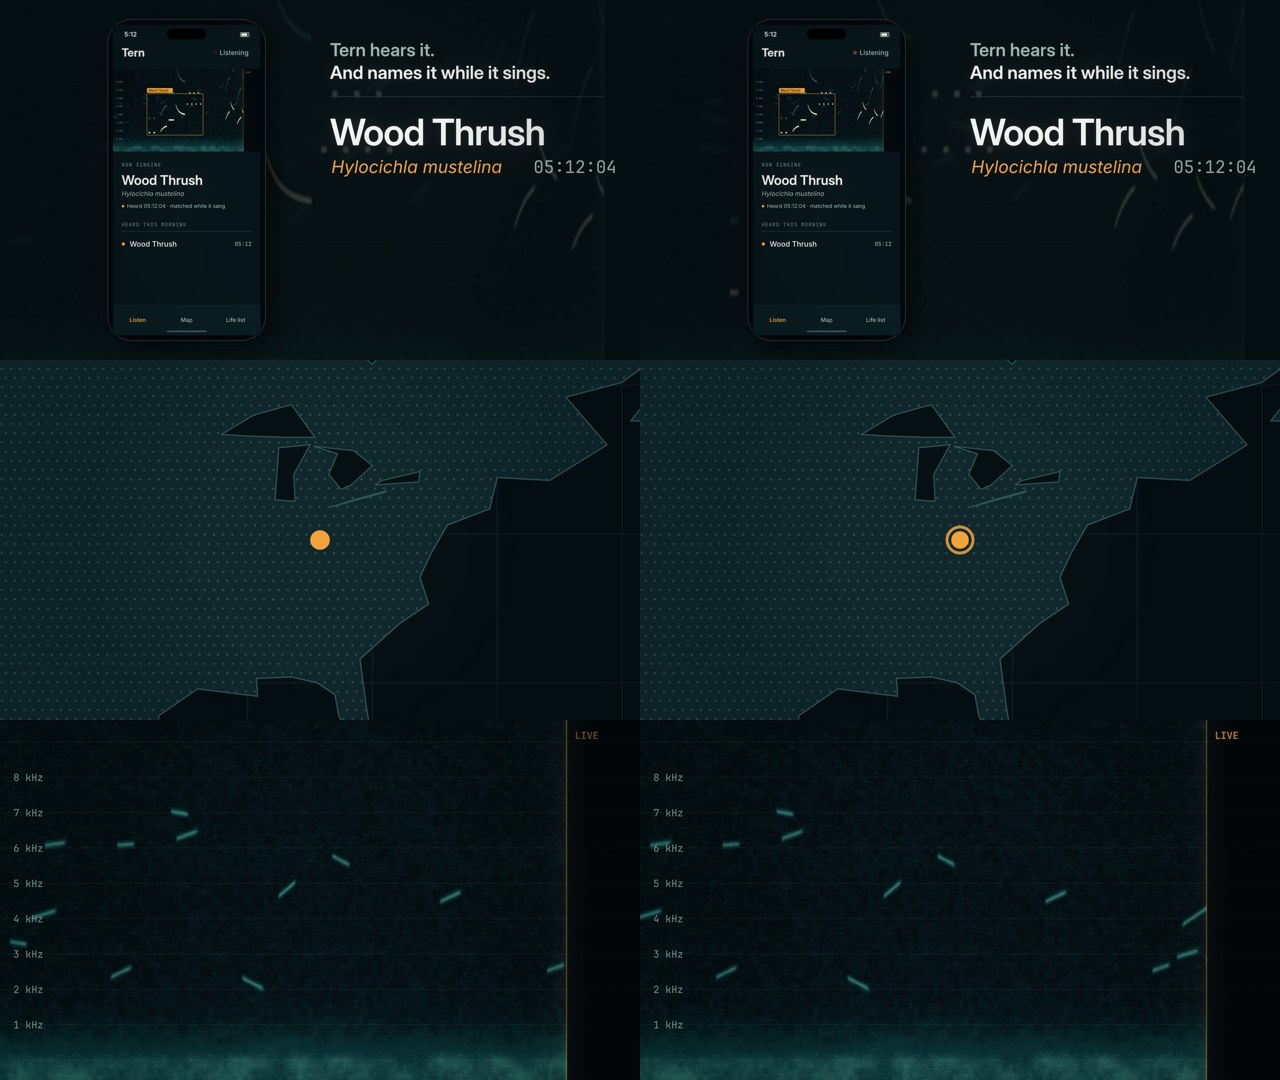 5:12
Tern
Listening
Wood Thrush
LIVE
NOW SINGING
Wood Thrush
Hylocichla mustelina
Heard 05:12:04 · matched while it sang
HEARD THIS MORNING
Wood Thrush 05:12
Listen Map Life list
Tern hears it.
And names it while it sings.
Wood Thrush
Hylocichla mustelina 05:12:04
5:12
Tern
Listening
Wood Thrush
LIVE
NOW SINGING
Wood Thrush
Hylocichla mustelina
Heard 05:12:04 · matched while it sang
HEARD THIS MORNING
Wood Thrush 05:12
Listen Map Life list
Tern hears it.
And names it while it sings.
Wood Thrush
Hylocichla mustelina 05:12:04
LIVE
8 kHz
7 kHz
6 kHz
5 kHz
4 kHz
3 kHz
2 kHz
1 kHz
LIVE
8 kHz
7 kHz
6 kHz
5 kHz
4 kHz
3 kHz
2 kHz
1 kHz